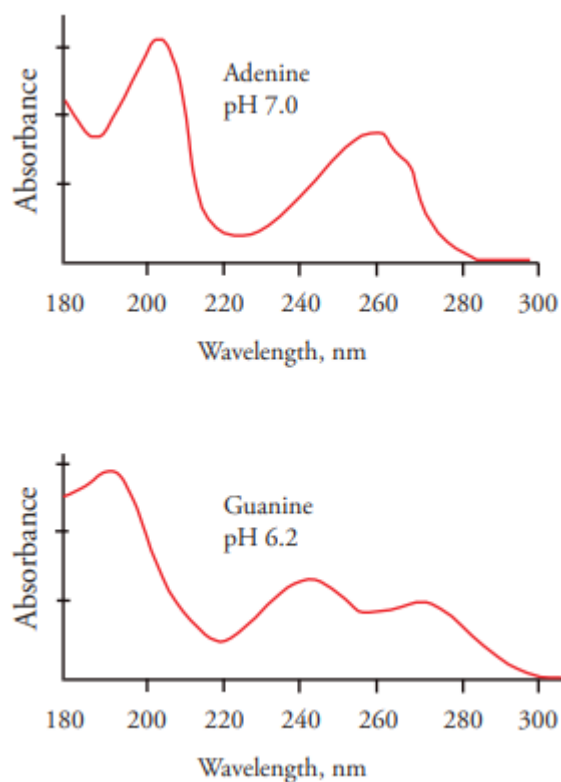 Adenine
pH 7.0
Absorbance
180 200 220 240 260 280 300
Wavelength, nm
Guanine
pH 6.2
Absorbance
180 200 220 240 260 280 300
Wavelength, nm